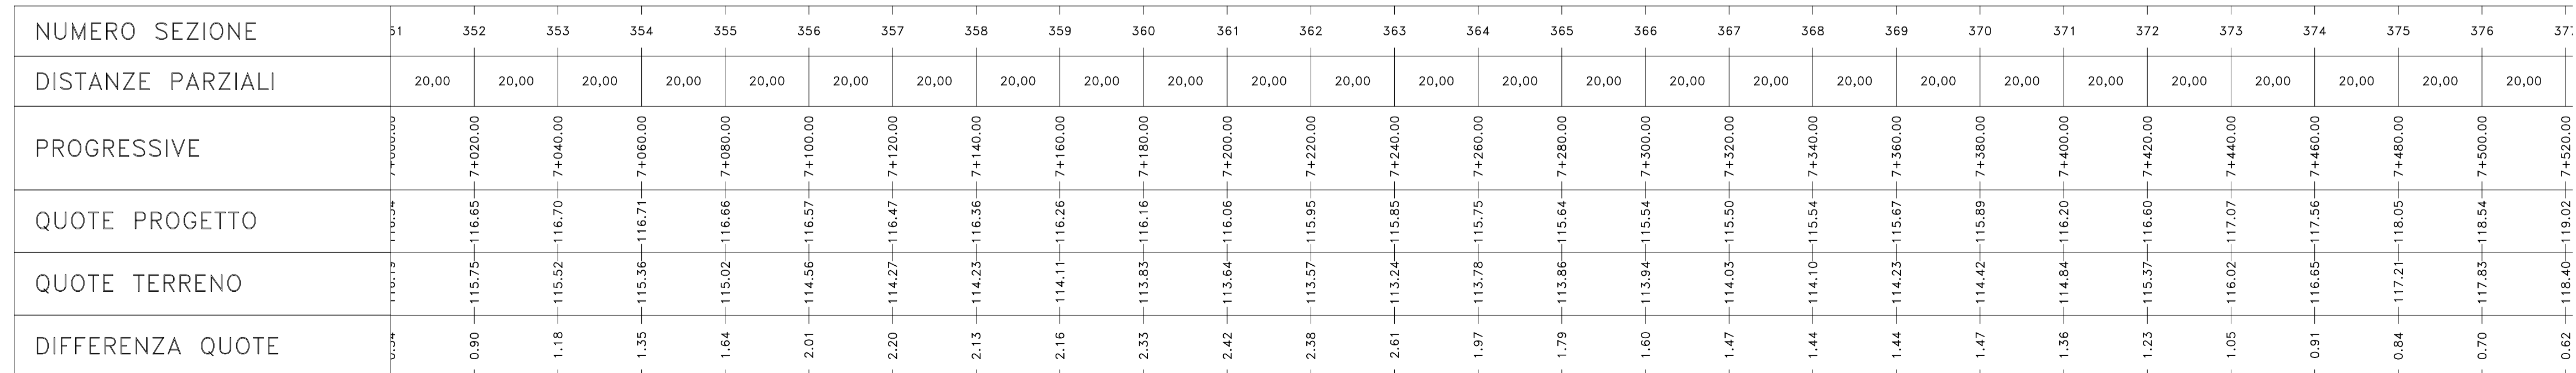 NUMERO SEZIONE 352 353 354 355 356 357 358 359 360 361 362 363 364 365 366 367 368 369 370 371 372 373 374 375 376
DISTANZE PARZIALI 20,00 20,00 20,00 20,00 20,00 20,00 20,00 20,00 20,00 20,00 20,00 20,00 20,00 20,00 20,00 20,00 20,00 20,00 20,00 20,00 20,00 20,00 20,00 20,00 20,00 20,00
PROGRESSIVE 7+020.00 7+040.00 7+060.00 7+080.00 7+100.00 7+120.00 7+140.00 7+160.00 7+180.00 7+200.00 7+220.00 7+240.00 7+260.00 7+280.00 7+300.00 7+320.00 7+340.00 7+360.00 7+380.00 7+400.00 7+420.00 7+440.00 7+460.00 7+480.00 7+500.00 7+520.00
QUOTE PROGETTO 116.65 116.70 116.71 116.66 116.57 116.47 116.36 116.26 116.16 116.06 115.95 115.85 115.75 115.64 115.54 115.50 115.54 115.67 115.89 116.20 116.60 117.07 117.56 118.05 118.54 119.02
QUOTE TERRENO 115.75 115.52 115.36 115.02 114.56 114.27 114.23 114.11 113.83 113.64 113.57 113.24 113.78 113.86 113.94 114.03 114.10 114.23 114.42 114.84 115.37 116.02 116.65 117.21 117.83 118.40
DIFFERENZA QUOTE 0.90 1.18 1.35 1.64 2.01 2.20 2.13 2.16 2.33 2.42 2.38 2.61 1.97 1.79 1.60 1.47 1.44 1.44 1.47 1.36 1.23 1.05 0.91 0.84 0.70 0.62